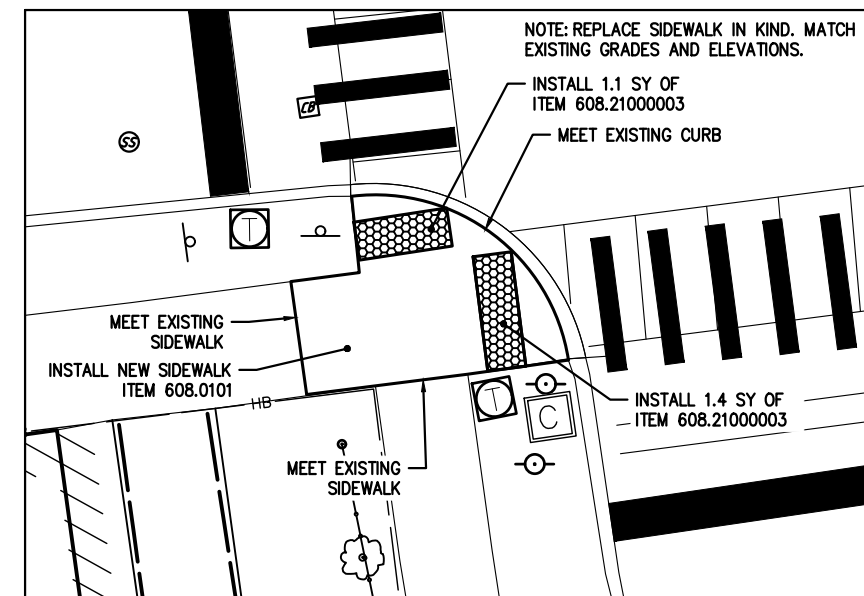 NOTE: REPLACE SIDEWALK IN KIND. MATCH
EXISTING GRADES AND ELEVATIONS.
INSTALL 1.1 SY OF
ITEM 608.21000003
MEET EXISTING CURB
CB
SS
T
MEET EXISTING
SIDEWALK
INSTALL NEW SIDEWALK
ITEM 608.0101
HB
T
C
INSTALL 1.4 SY OF
ITEM 608.21000003
MEET EXISTING
SIDEWALK